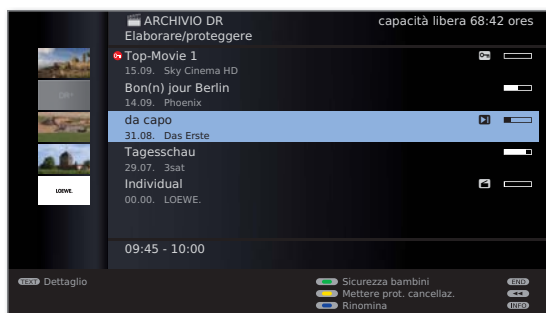 ARCHIVIO DR
capacità libera 68:42 ores
Elaborare/proteggere
Top-Movie 1
15.09. Sky Cinema HD
Bon(n) jour Berlin
14.09. Phoenix
DR+
da capo
31.08. Das Erste
Tagesschau
29.07. 3sat
Individual
00.00. LOEWE.
LOEWE.
09:45 - 10:00
TEXT Dettaglio
Sicurezza bambini
END
Mettere prot. cancellaz.
Rinomina
INFO